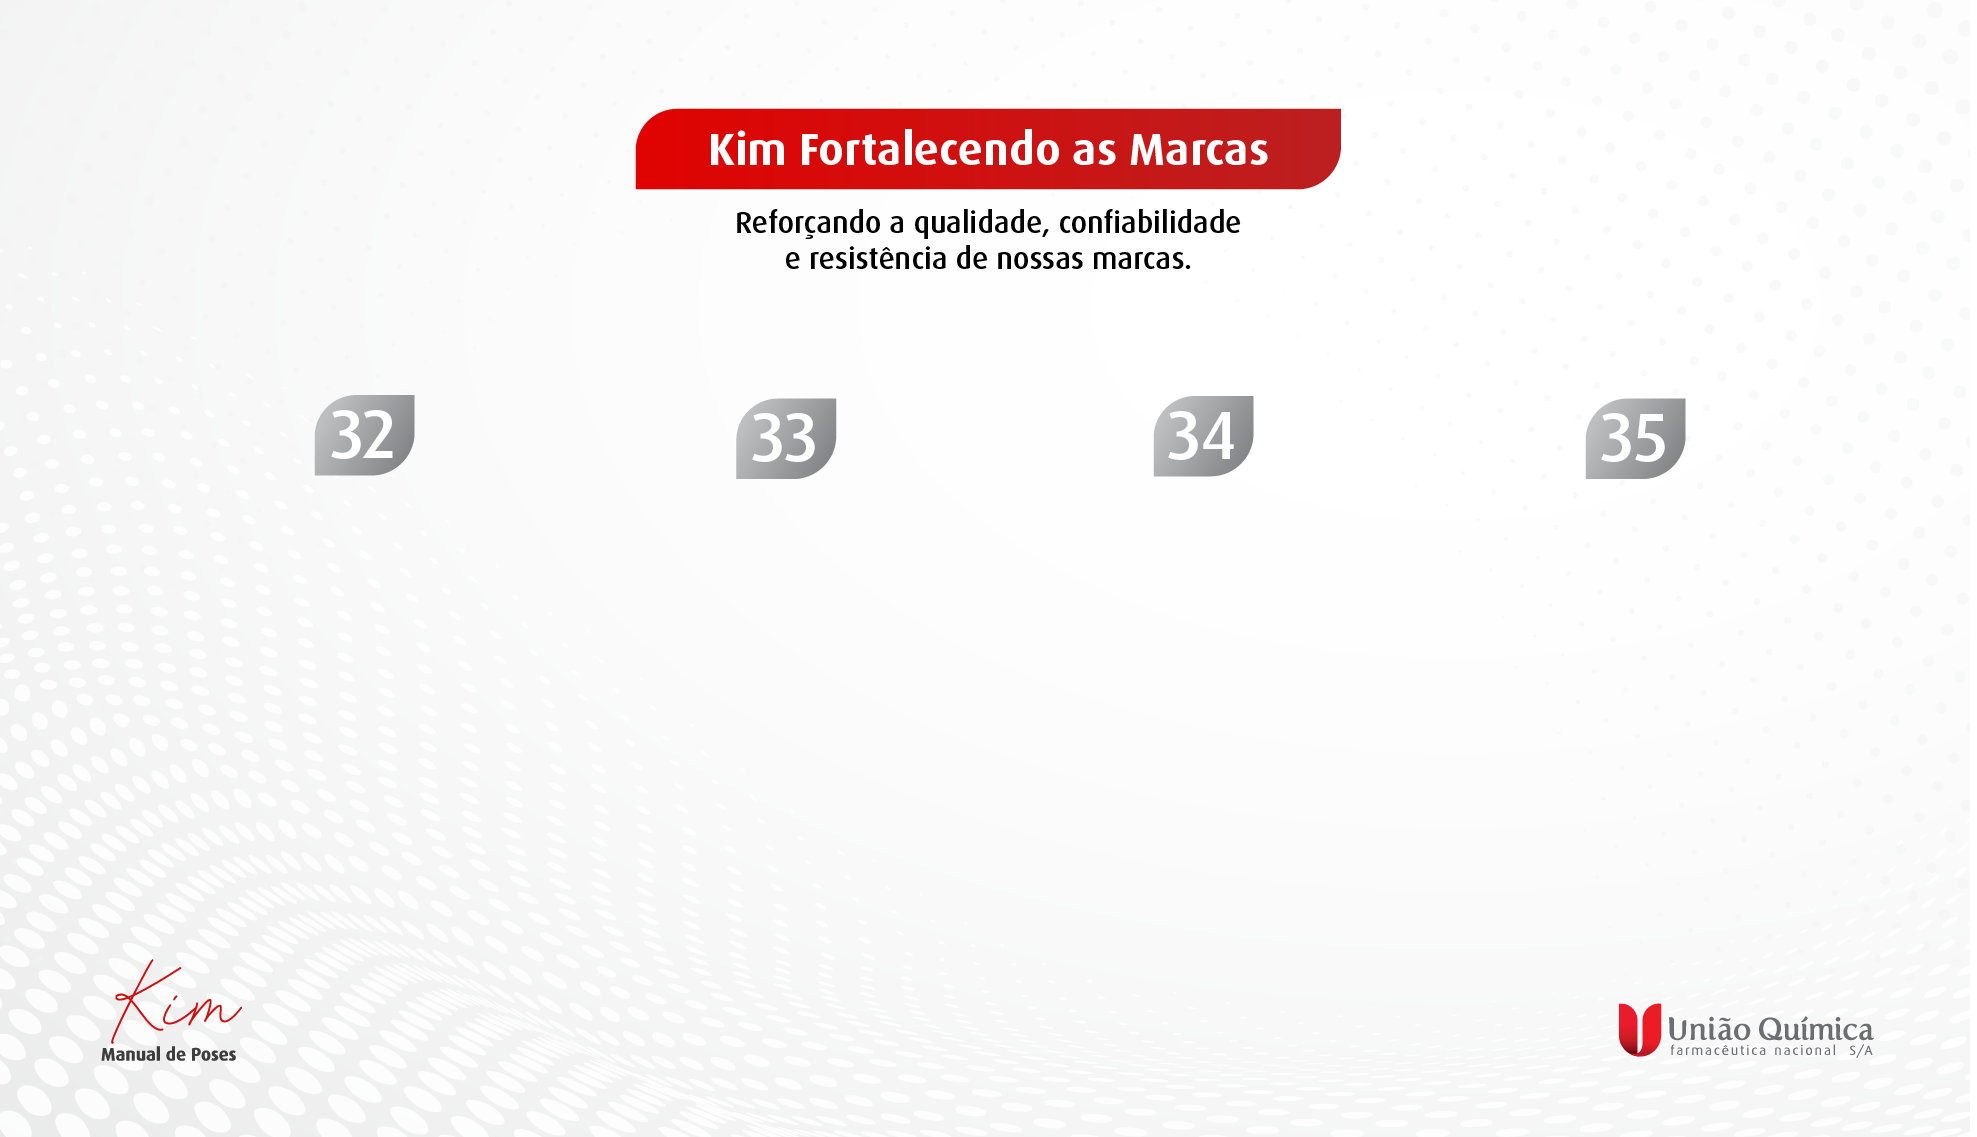 Kim Fortalecendo as Marcas
Reforçando a qualidade, confiabilidade
e resistência de nossas marcas.
32
33
34
35
Kim
Manual de Poses
União Química
farmacêutica nacional S/A